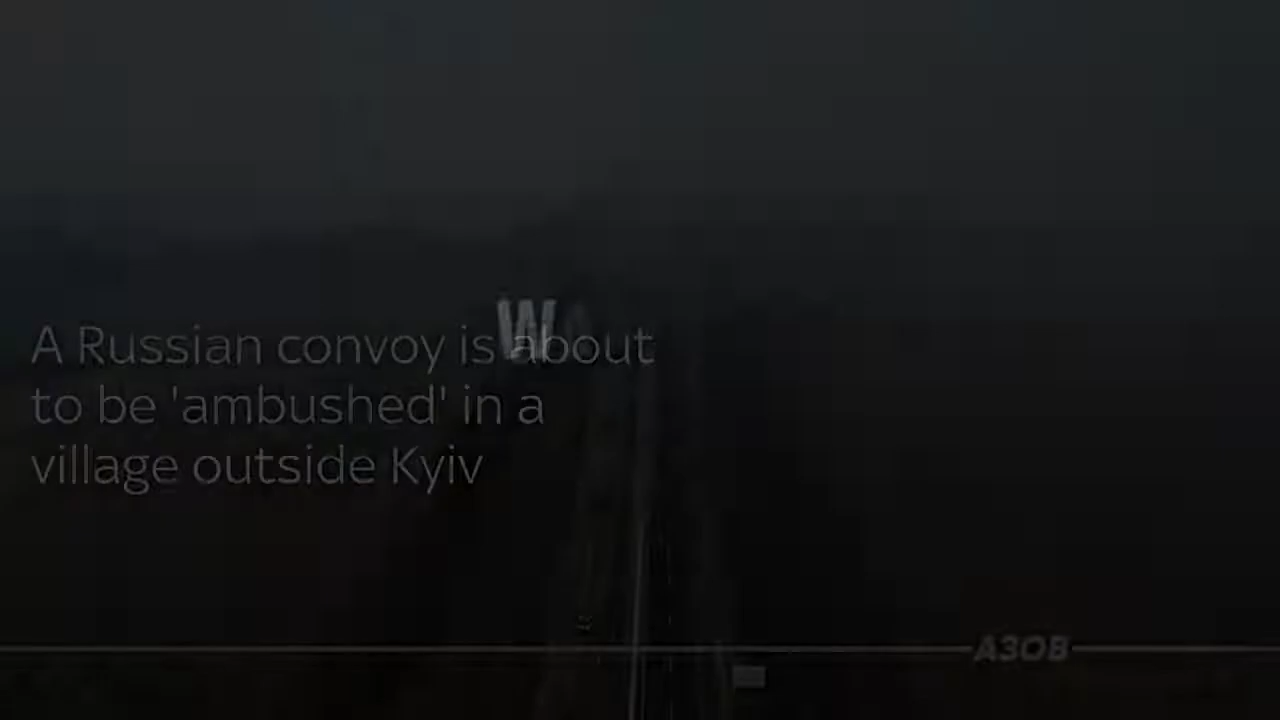 W
A Russian convoy is about
to be 'ambushed' in a
village outside Kyiv
АЗОВ